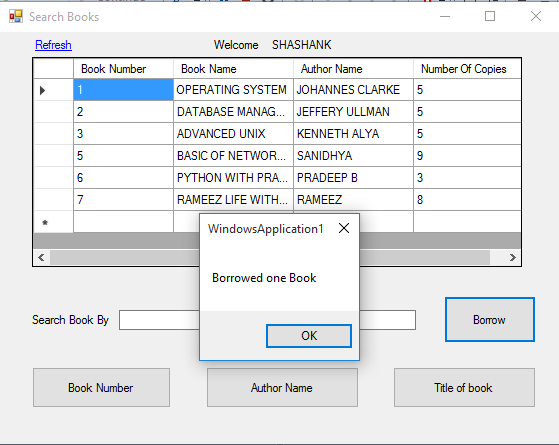 Search Books
Refresh Welcome SHASHANK
Book Number Book Name Author Name Number Of Copies
1 OPERATING SYSTEM JOHANNES CLARKE 5
2 DATABASE MANAG... JEFFERY ULLMAN 5
3 ADVANCED UNIX KENNETH ALYA 5
5 BASIC OF NETWOR... SANIDHYA 9
6 PYTHON WITH PRA... PRADEEP B 3
7 RAMEEZ LIFE WITH... RAMEEZ 8
*
WindowsApplication1
Borrowed one Book
OK
Search Book By Borrow
Book Number Author Name Title of book